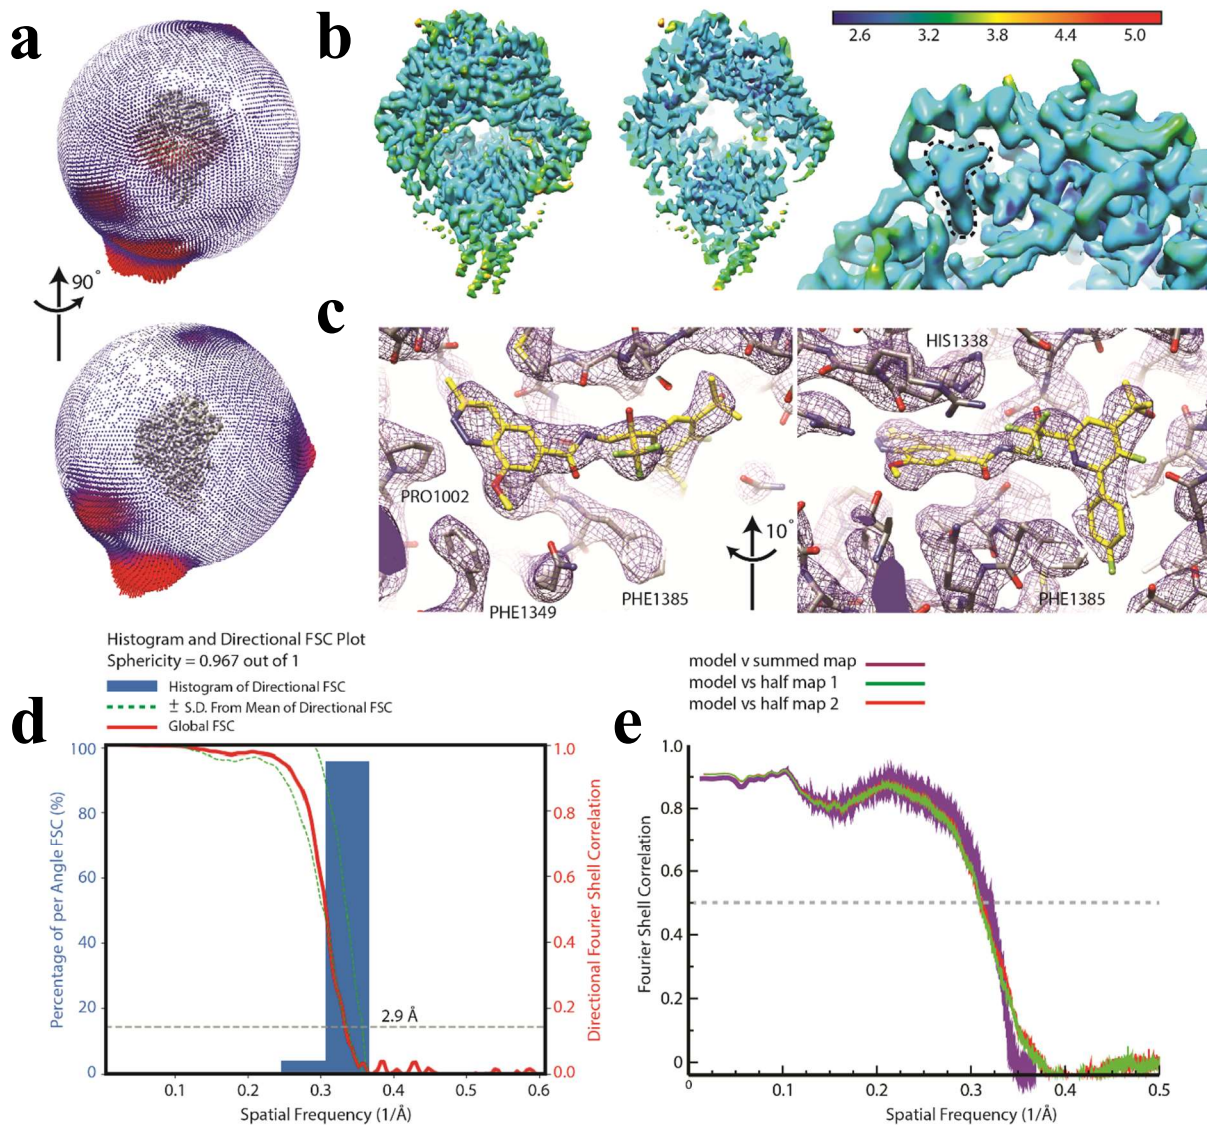 a
b
2.6 3.2 3.8 4.4 5.0
90°
c
HIS1338
PRO1002
10°
PHE1349
PHE1385
PHE1385
Histogram and Directional FSC Plot
Sphericity = 0.967 out of 1
Histogram of Directional FSC
± S.D. From Mean of Directional FSC
Global FSC
d
Percentage of per Angle FSC (%)
100
80
60
40
20
0
2.9 Å
1.0
0.8
0.6
0.4
0.2
0.0
Directional Fourier Shell Correlation
0.1 0.2 0.3 0.4 0.5 0.6
Spatial Frequency (1/Å)
model v summed map
model vs half map 1
model vs half map 2
e
Fourier Shell Correlation
1.0
0.8
0.6
0.4
0.2
0
0 0.1 0.2 0.3 0.4 0.5
Spatial Frequency (1/Å)